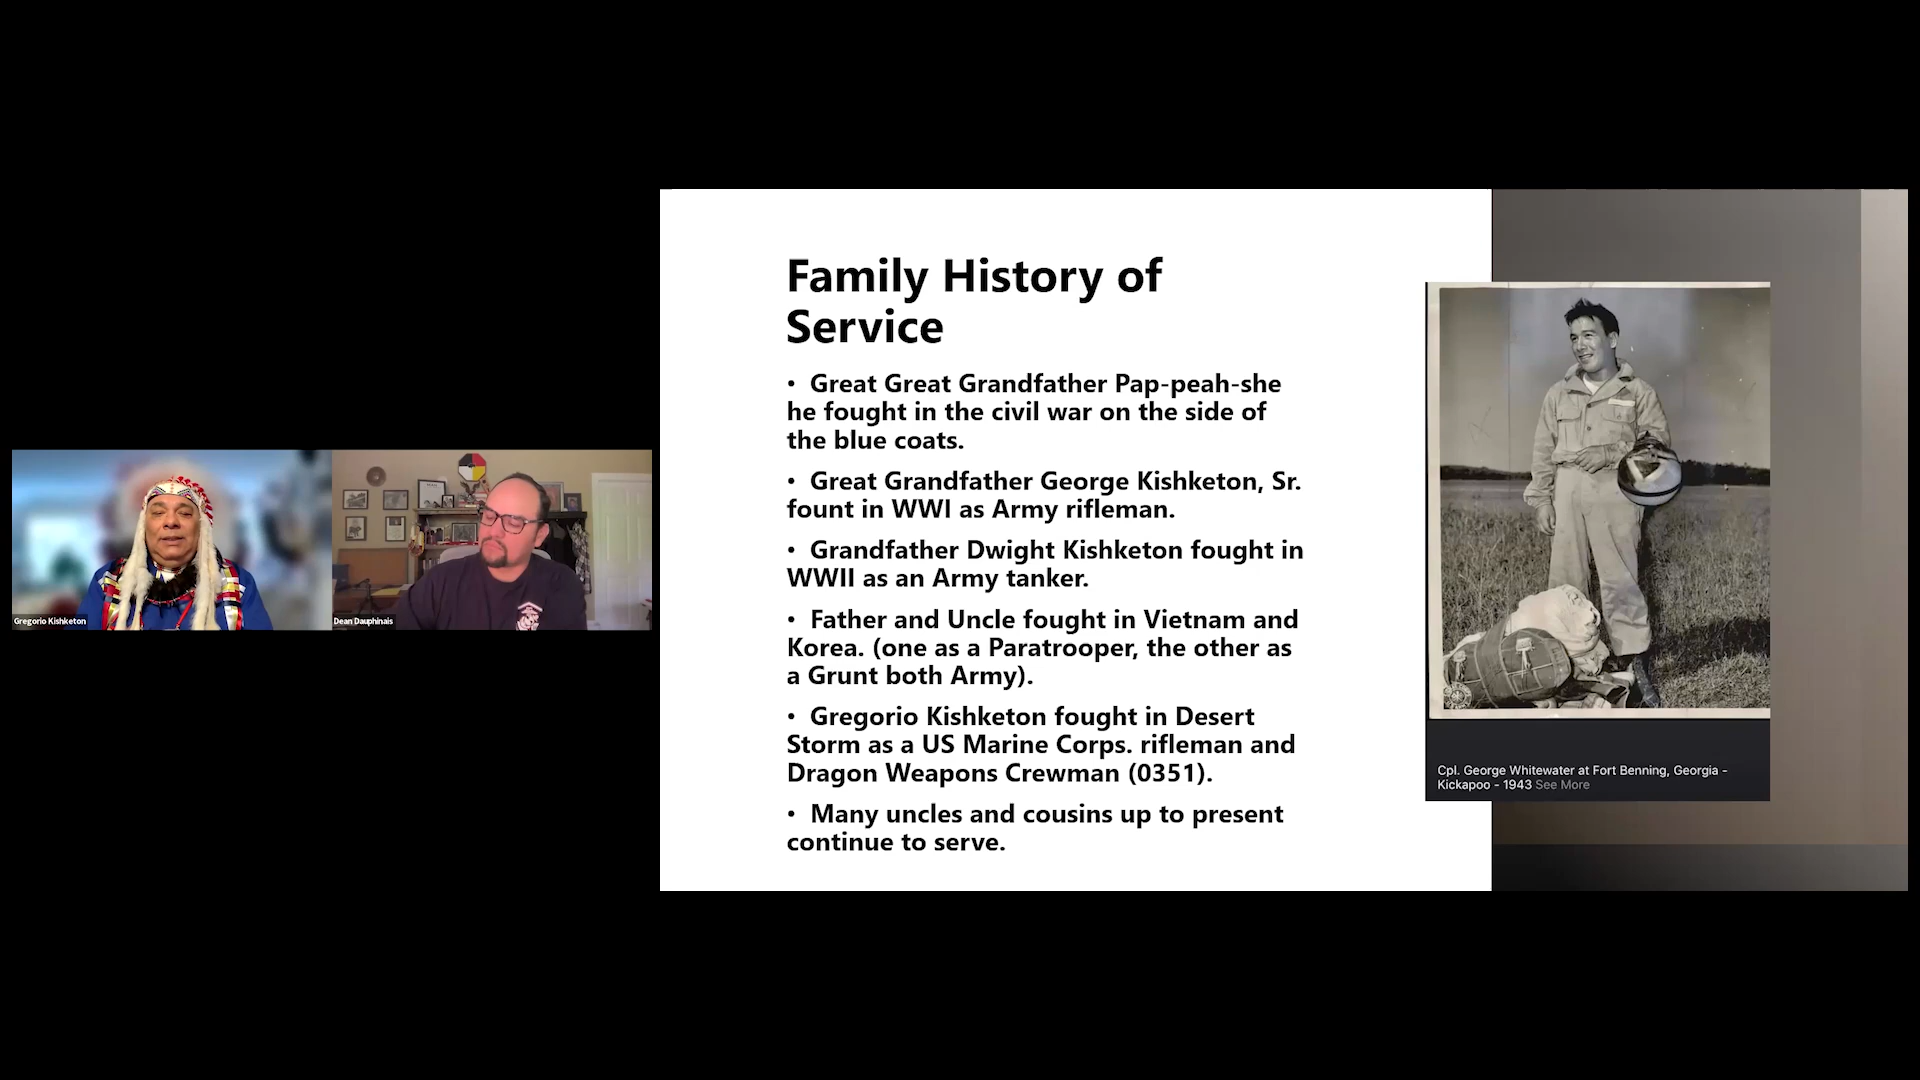 Family History of
Service
• Great Great Grandfather Pap-peah-she
he fought in the civil war on the side of
the blue coats.
• Great Grandfather George Kishketon, Sr.
fount in WWI as Army rifleman.
• Grandfather Dwight Kishketon fought in
WWII as an Army tanker.
• Father and Uncle fought in Vietnam and
Korea. (one as a Paratrooper, the other as
a Grunt both Army).
• Gregorio Kishketon fought in Desert
Storm as a US Marine Corps. rifleman and
Dragon Weapons Crewman (0351).
• Many uncles and cousins up to present
continue to serve.
Cpl. George Whitewater at Fort Benning, Georgia -
Kickapoo - 1943 See More
Gregorio Kishketon
Dean Dauphinais